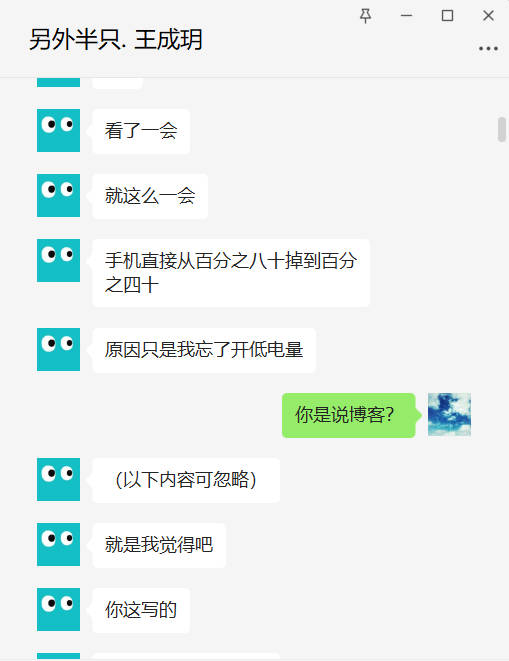 另外半只. 王成玥
看了一会
就这么一会
手机直接从百分之八十掉到百分
之四十
原因只是我忘了开低电量
你是说博客？
（以下内容可忽略）
就是我觉得吧
你这写的